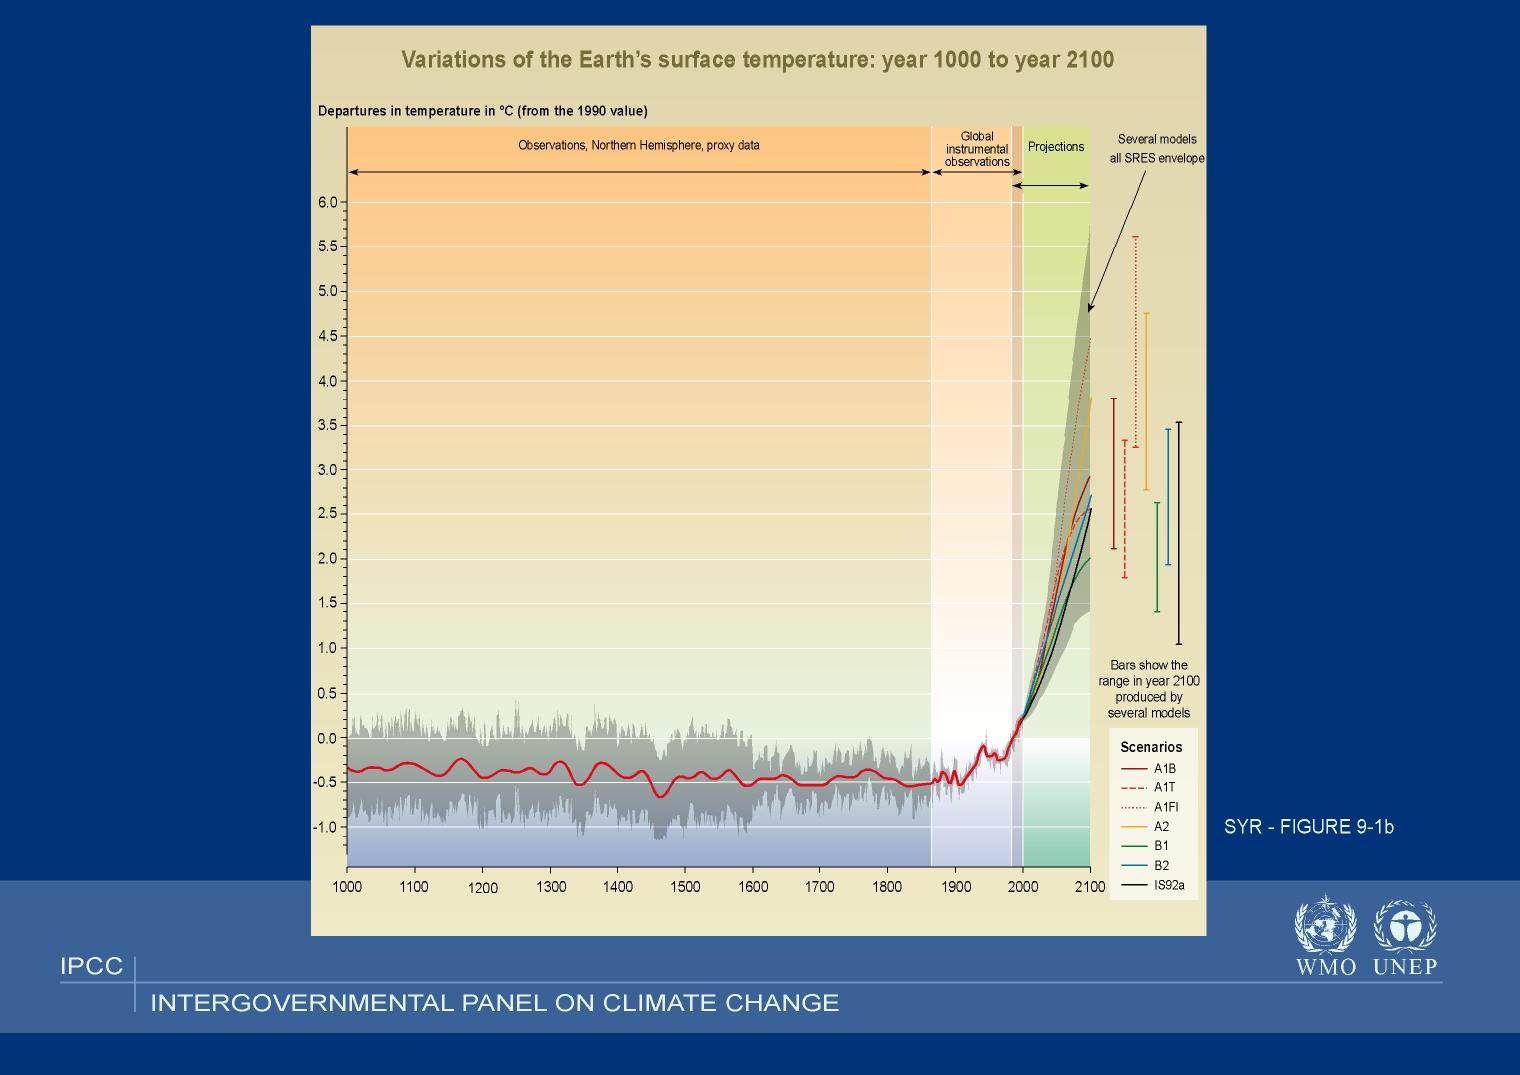 Variations of the Earth’s surface temperature: year 1000 to year 2100
Departures in temperature in °C (from the 1990 value)
Observations, Northern Hemisphere, proxy data
Global
instrumental
observations
Projections
Several models
all SRES envelope
6.0
5.5
5.0
4.5
4.0
3.5
3.0
2.5
2.0
1.5
1.0
0.5
0.0
-0.5
-1.0
1000 1100 1200 1300 1400 1500 1600 1700 1800 1900 2000 2100
Bars show the
range in year 2100
produced by
several models
Scenarios
A1B
A1T
A1FI
A2
B1
B2
IS92a
SYR - FIGURE 9-1b
WMO UNEP
IPCC
INTERGOVERNMENTAL PANEL ON CLIMATE CHANGE